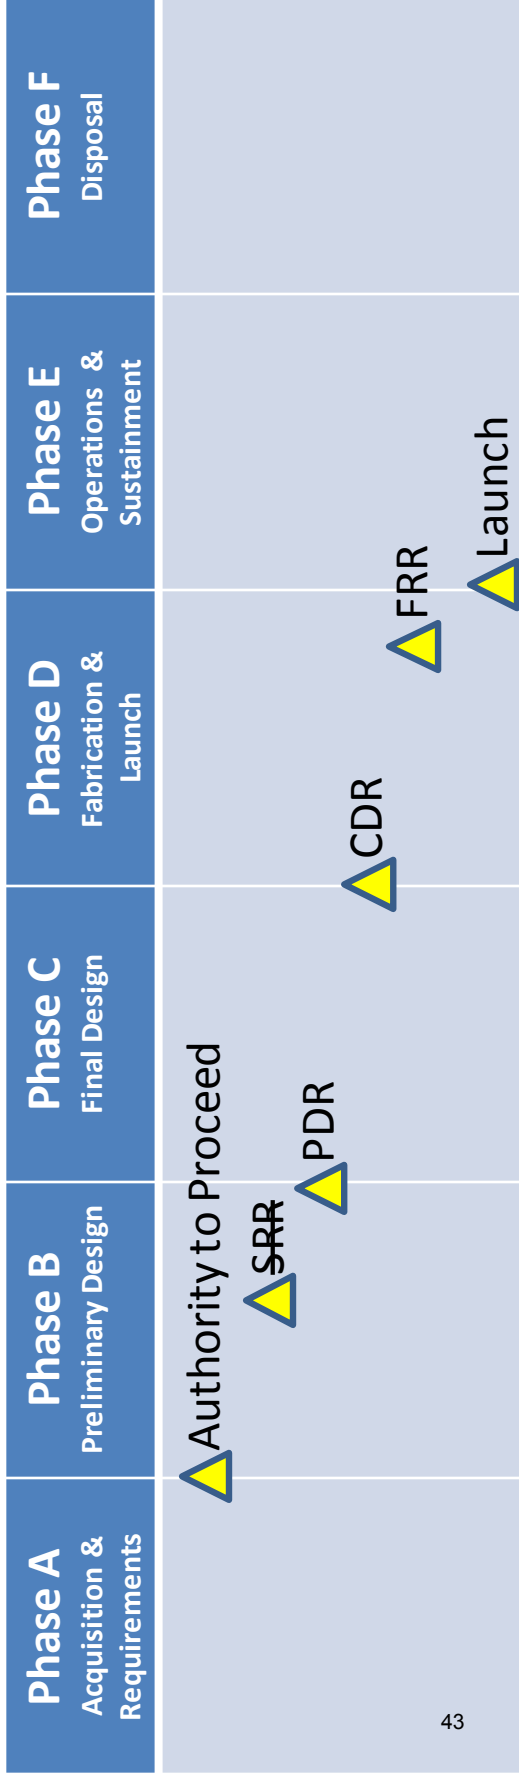 Phase A
Acquisition &
Requirements
Phase B
Preliminary Design
Phase C
Final Design
Phase D
Fabrication &
Launch
Phase E
Operations &
Sustainment
Phase F
Disposal
Authority to Proceed
SRR
PDR
CDR
FRR
Launch
43